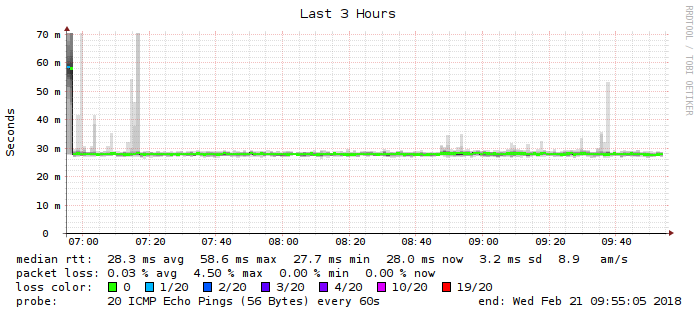 Last 3 Hours
RRDTOOL / TOBI OETIKER
Seconds
70 m
60 m
50 m
40 m
30 m
20 m
10 m
0
07:00 07:20 07:40 08:00 08:20 08:40 09:00 09:20 09:40
median rtt: 28.3 ms avg 58.6 ms max 27.7 ms min 28.0 ms now 3.2 ms sd 8.9 am/s
packet loss: 0.03 % avg 4.50 % max 0.00 % min 0.00 % now
loss color: 0 1/20 2/20 3/20 4/20 10/20 19/20
probe: 20 ICMP Echo Pings (56 Bytes) every 60s end: Wed Feb 21 09:55:05 2018